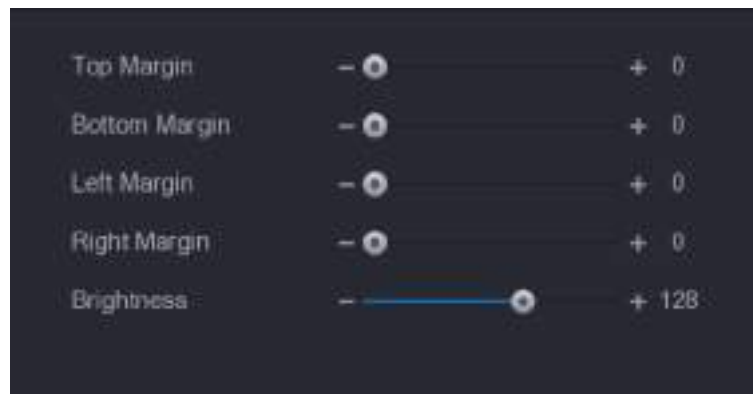 Top Margin - + 0
Bottom Margin - + 0
Left Margin - + 0
Right Margin - + 0
Brightness - + 128